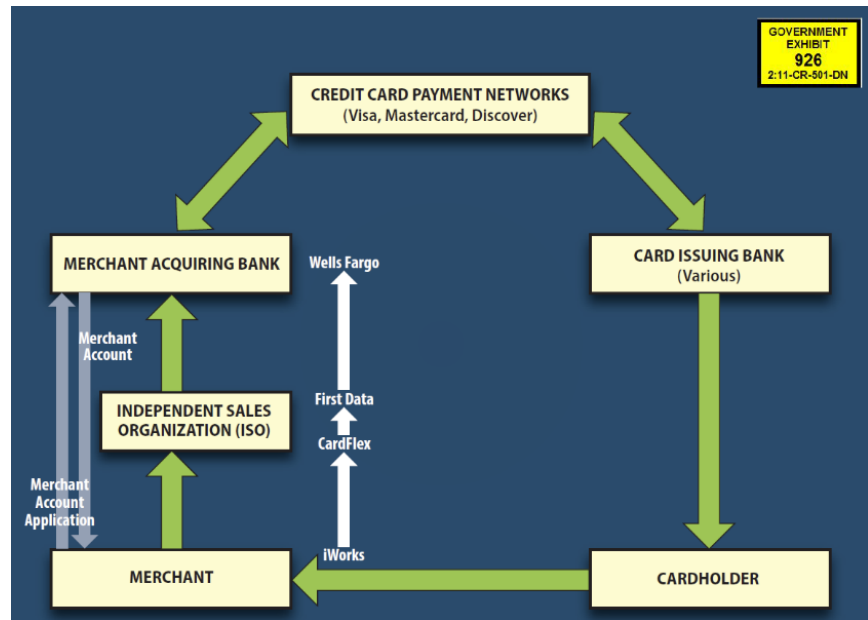 GOVERNMENT
EXHIBIT
926
2:11-CR-501-DN
CREDIT CARD PAYMENT NETWORKS
(Visa, Mastercard, Discover)
MERCHANT ACQUIRING BANK
Wells Fargo
CARD ISSUING BANK
(Various)
Merchant
Account
INDEPENDENT SALES
ORGANIZATION (ISO)
First Data
CardFlex
Merchant
Account
Application
iWorks
MERCHANT
CARDHOLDER